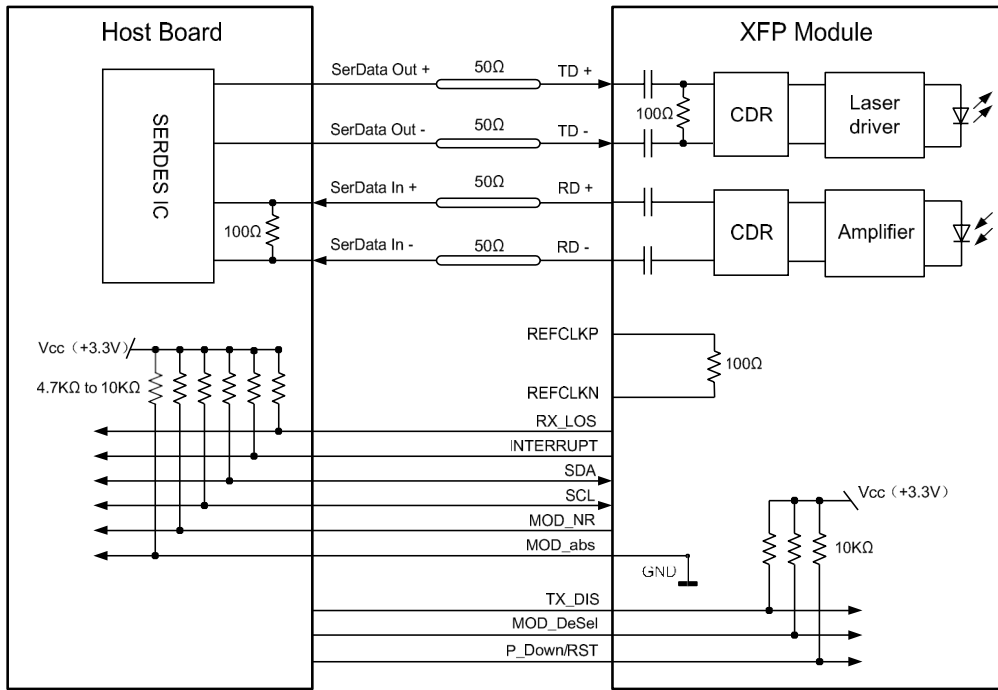 Host Board
XFP Module
SERDES IC
SerData Out +
50Ω
TD +
SerData Out -
50Ω
TD -
SerData In +
50Ω
RD +
SerData In -
50Ω
RD -
100Ω
100Ω
CDR
Laser driver
CDR
Amplifier
REFCLKP
100Ω
REFCLKN
Vcc（+3.3V）
4.7KΩ to 10KΩ
RX_LOS
INTERRUPT
SDA
SCL
MOD_NR
MOD_abs
GND
Vcc（+3.3V）
10KΩ
TX_DIS
MOD_DeSel
P_Down/RST